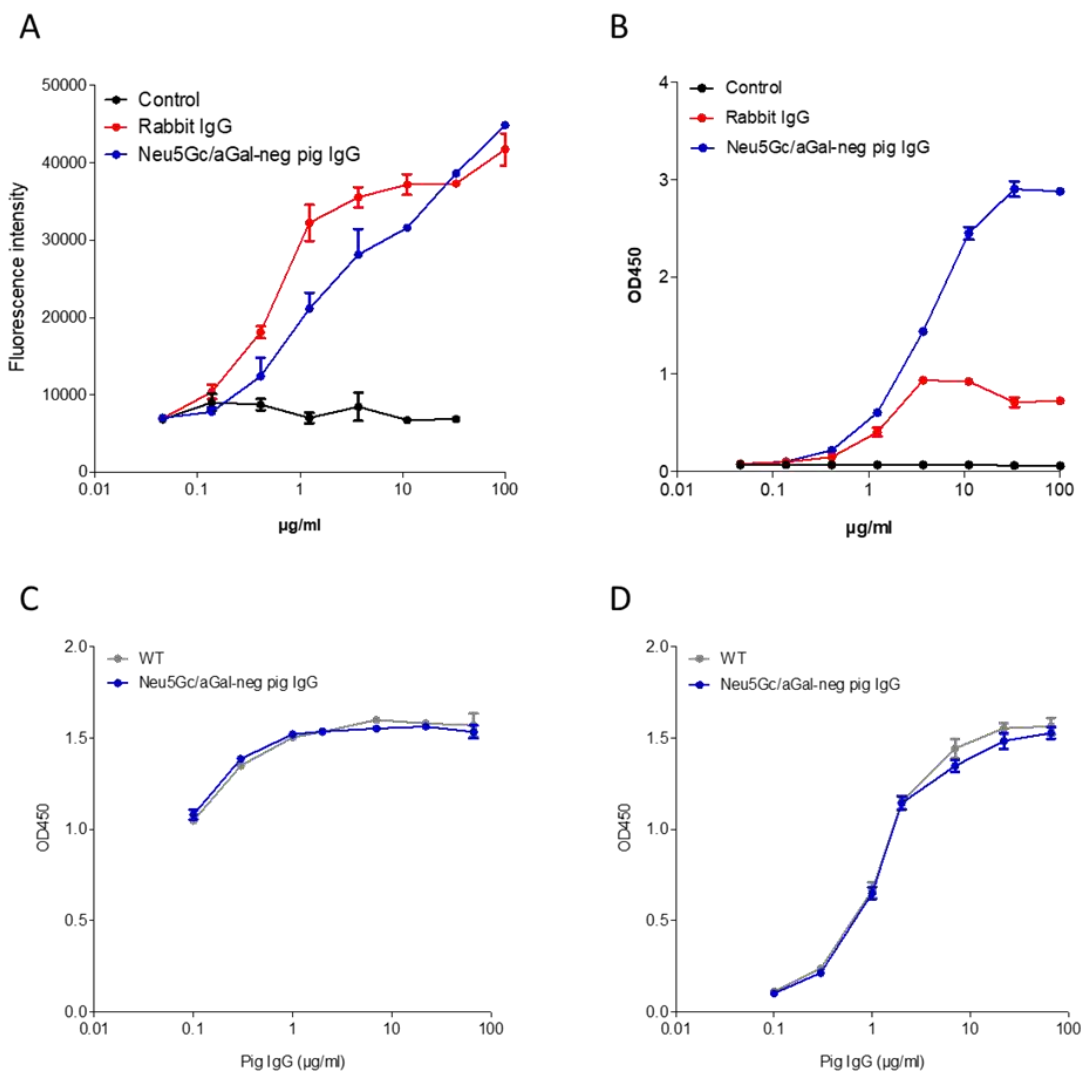 A
50000
40000
30000
20000
10000
0
Fluorescence intensity
Control
Rabbit IgG
Neu5Gc/aGal-neg pig IgG
0.01
0.1
1
10
100
µg/ml
B
4
3
2
1
0
OD450
Control
Rabbit IgG
Neu5Gc/aGal-neg pig IgG
0.01
0.1
1
10
100
µg/ml
C
2.0
1.5
1.0
0.5
0.0
OD450
WT
Neu5Gc/aGal-neg pig IgG
0.01
0.1
1
10
100
Pig IgG (µg/ml)
D
2.0
1.5
1.0
0.5
0.0
OD450
WT
Neu5Gc/aGal-neg pig IgG
0.01
0.1
1
10
100
Pig IgG (µg/ml)